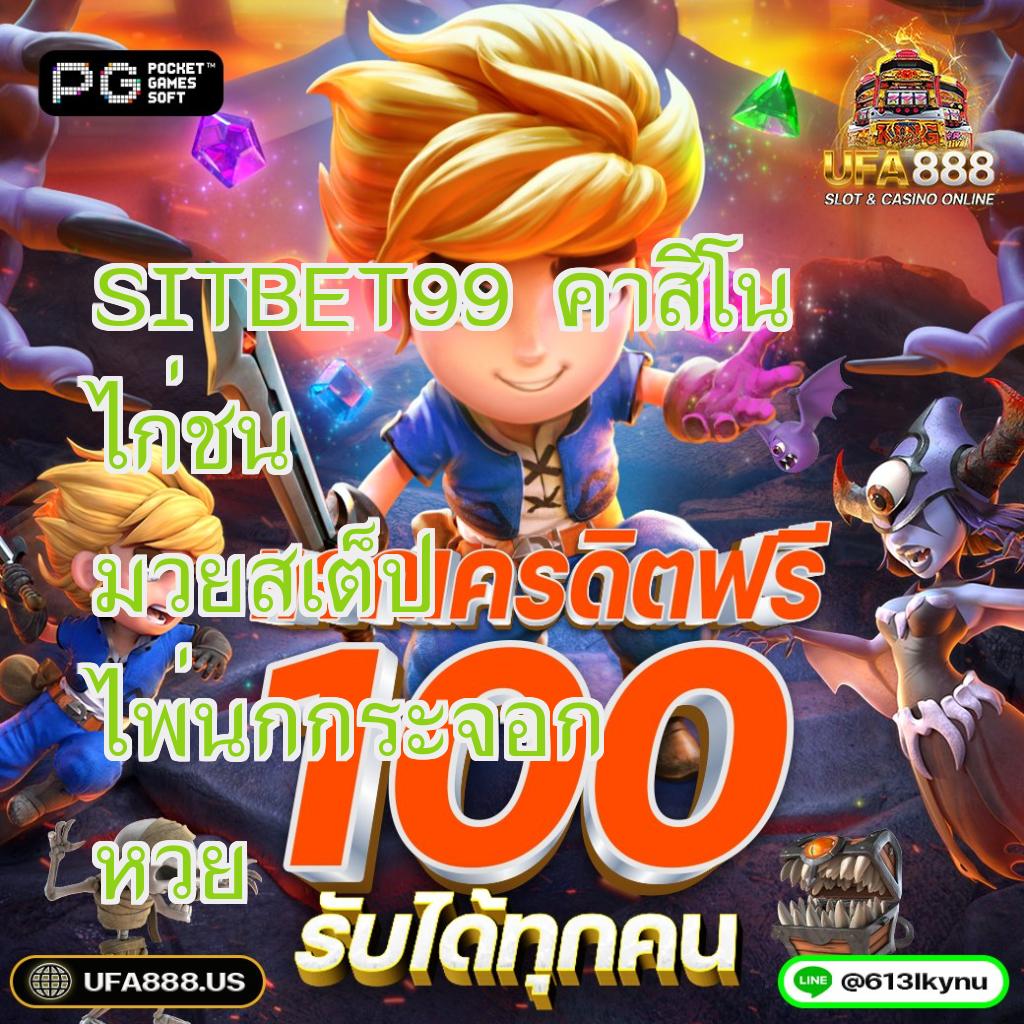 PG POCKET GAMES SOFT™
UFA888
SLOT & CASINO ONLINE
SITBET99 คาสิโน
ไก่ชน
มวยสเต็ป
เครดิตฟรี
ไพ่นกกระจอก
100
หวย
รับได้ทุกคน
UFA888.US
LINE @613lkynu